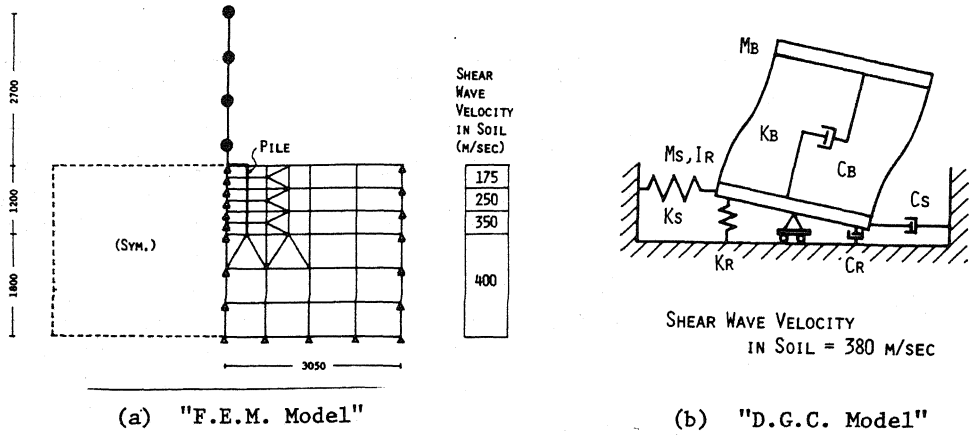 2700
1200
1800
PILE
(SYM.)
3050
SHEAR
WAVE
VELOCITY
IN SOIL
(M/SEC)
175
250
350
400
(a) "F.E.M. Model"
MB
KB
CB
MS, IR
KS
KR
CS
CR
SHEAR WAVE VELOCITY
IN SOIL = 380 M/SEC
(b) "D.G.C. Model"